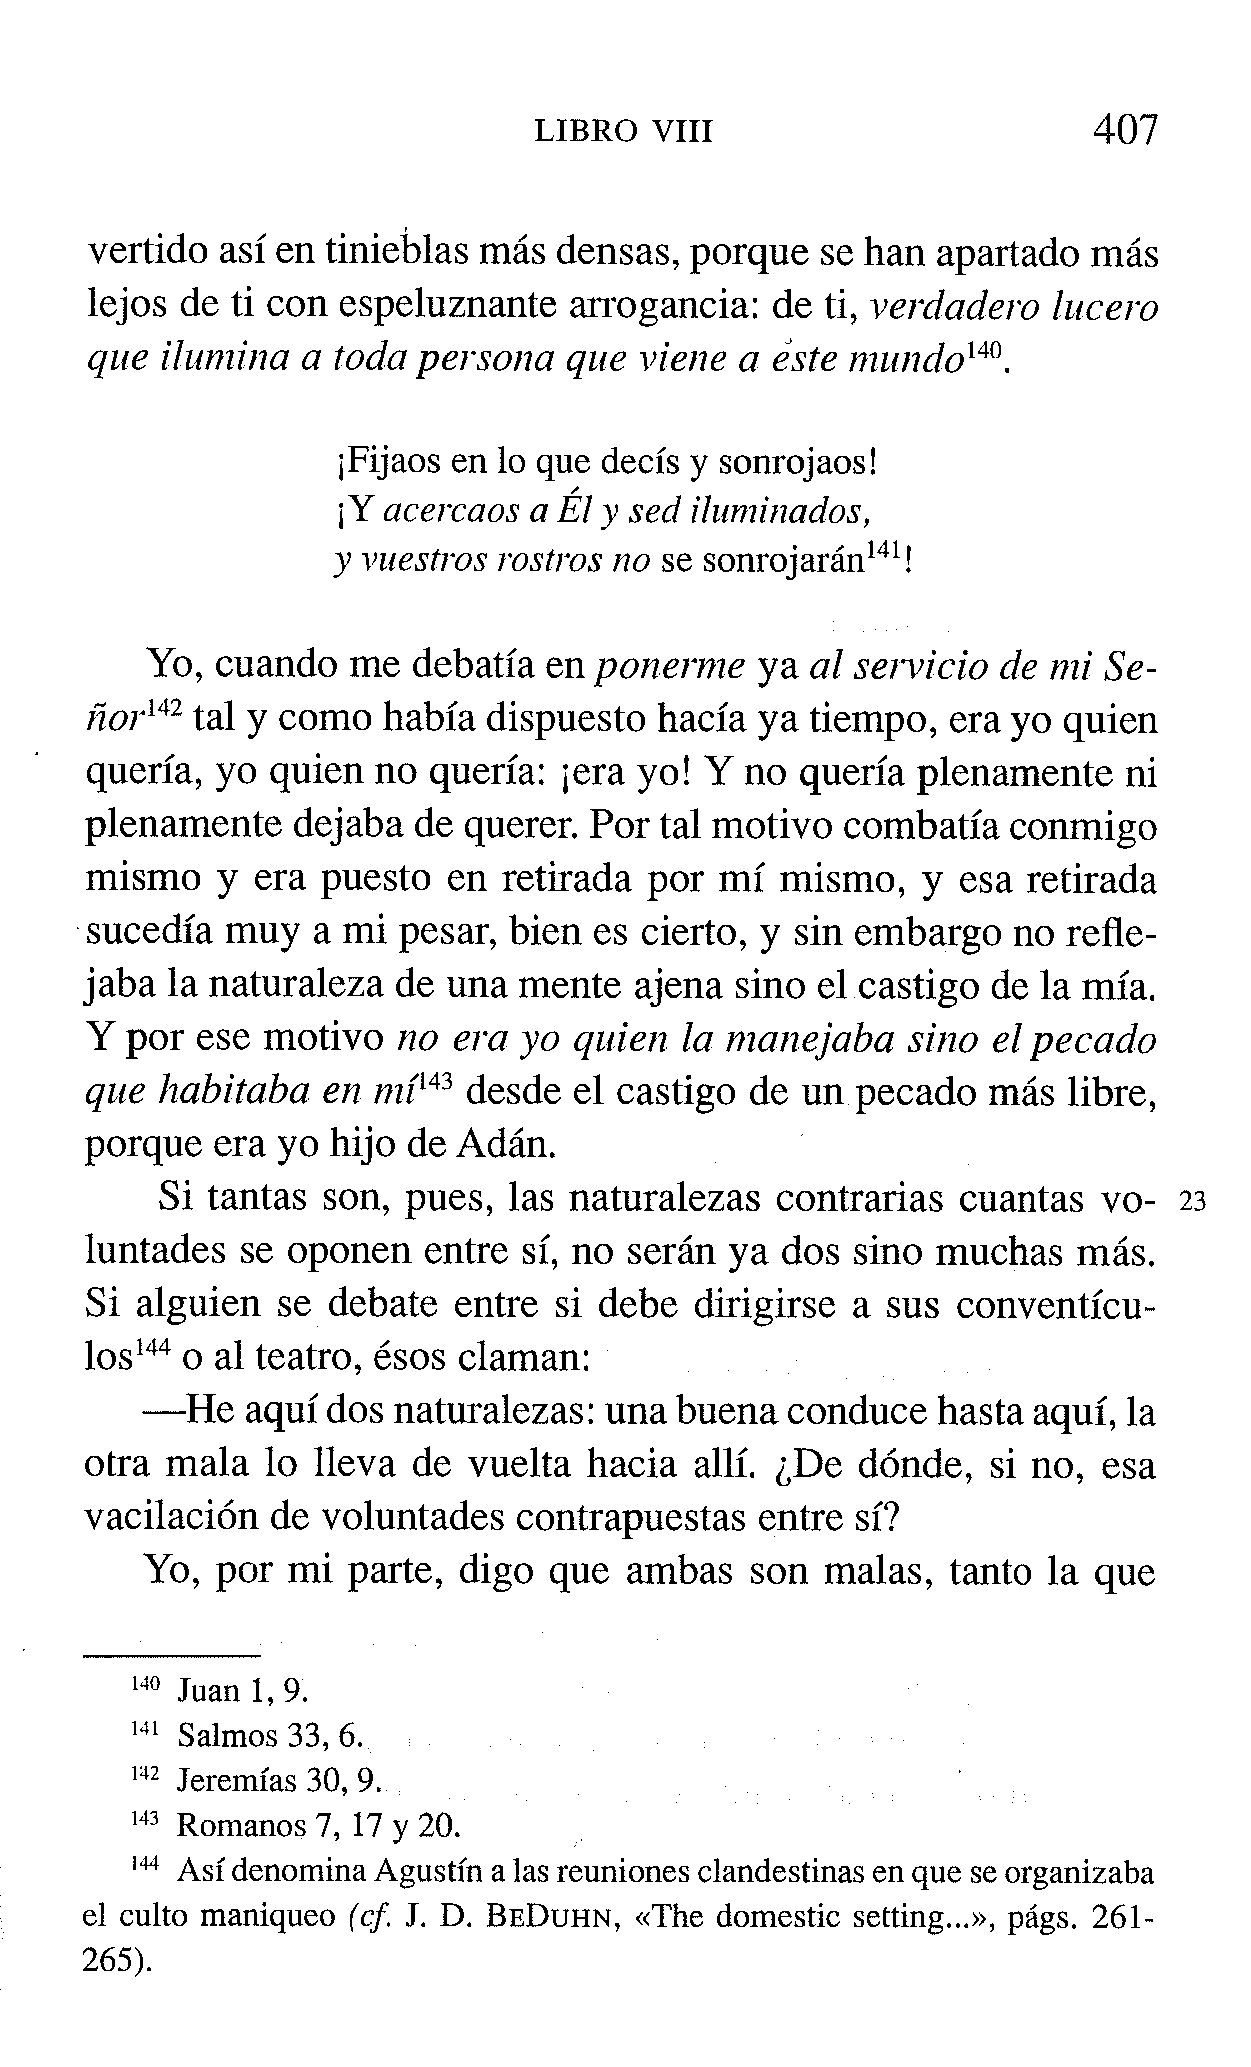 LIBRO VIII 407
vertido así en tinieblas más densas, porque se han apartado más
lejos de ti con espeluznante arrogancia: de ti, verdadero lucero
que ilumina a toda persona que viene a este mundo¹⁴⁰.
¡Fijaos en lo que decís y sonrojaos!
¡Y acercaos a Él y sed iluminados,
y vuestros rostros no se sonrojarán¹⁴¹!
Yo, cuando me debatía en ponerme ya al servicio de mi Se-
ñor¹⁴² tal y como había dispuesto hacía ya tiempo, era yo quien
quería, yo quien no quería: ¡era yo! Y no quería plenamente ni
plenamente dejaba de querer. Por tal motivo combatía conmigo
mismo y era puesto en retirada por mí mismo, y esa retirada
sucedía muy a mi pesar, bien es cierto, y sin embargo no refle-
jaba la naturaleza de una mente ajena sino el castigo de la mía.
Y por ese motivo no era yo quien la manejaba sino el pecado
que habitaba en mí¹⁴³ desde el castigo de un pecado más libre,
porque era yo hijo de Adán.
Si tantas son, pues, las naturalezas contrarias cuantas vo- 23
luntades se oponen entre sí, no serán ya dos sino muchas más.
Si alguien se debate entre si debe dirigirse a sus conventícu-
los¹⁴⁴ o al teatro, ésos claman:
—He aquí dos naturalezas: una buena conduce hasta aquí, la
otra mala lo lleva de vuelta hacia allí. ¿De dónde, si no, esa
vacilación de voluntades contrapuestas entre sí?
Yo, por mi parte, digo que ambas son malas, tanto la que
¹⁴⁰ Juan 1, 9.
¹⁴¹ Salmos 33, 6.
¹⁴² Jeremías 30, 9.
¹⁴³ Romanos 7, 17 y 20.
¹⁴⁴ Así denomina Agustín a las reuniones clandestinas en que se organizaba
el culto maniqueo (cf. J. D. BEDUHN, «The domestic setting...», págs. 261-
265).